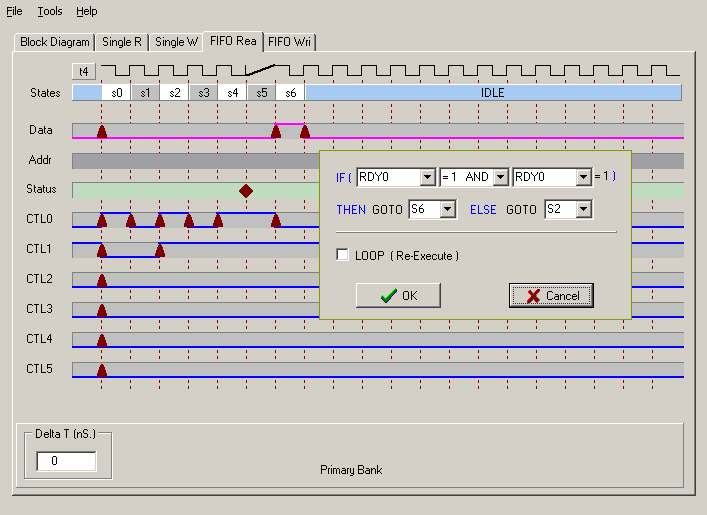 File Tools Help
Block Diagram Single R Single W FIFO Rea FIFO Wri
t4
States s0 s1 s2 s3 s4 s5 s6 IDLE
Data
Addr
IF ( RDY0 = 1 AND RDY0 = 1 )
Status
THEN GOTO S6 ELSE GOTO S2
CTL0
CTL1
LOOP ( Re-Execute )
CTL2
OK Cancel
CTL3
CTL4
CTL5
Delta T (nS.)
0
Primary Bank